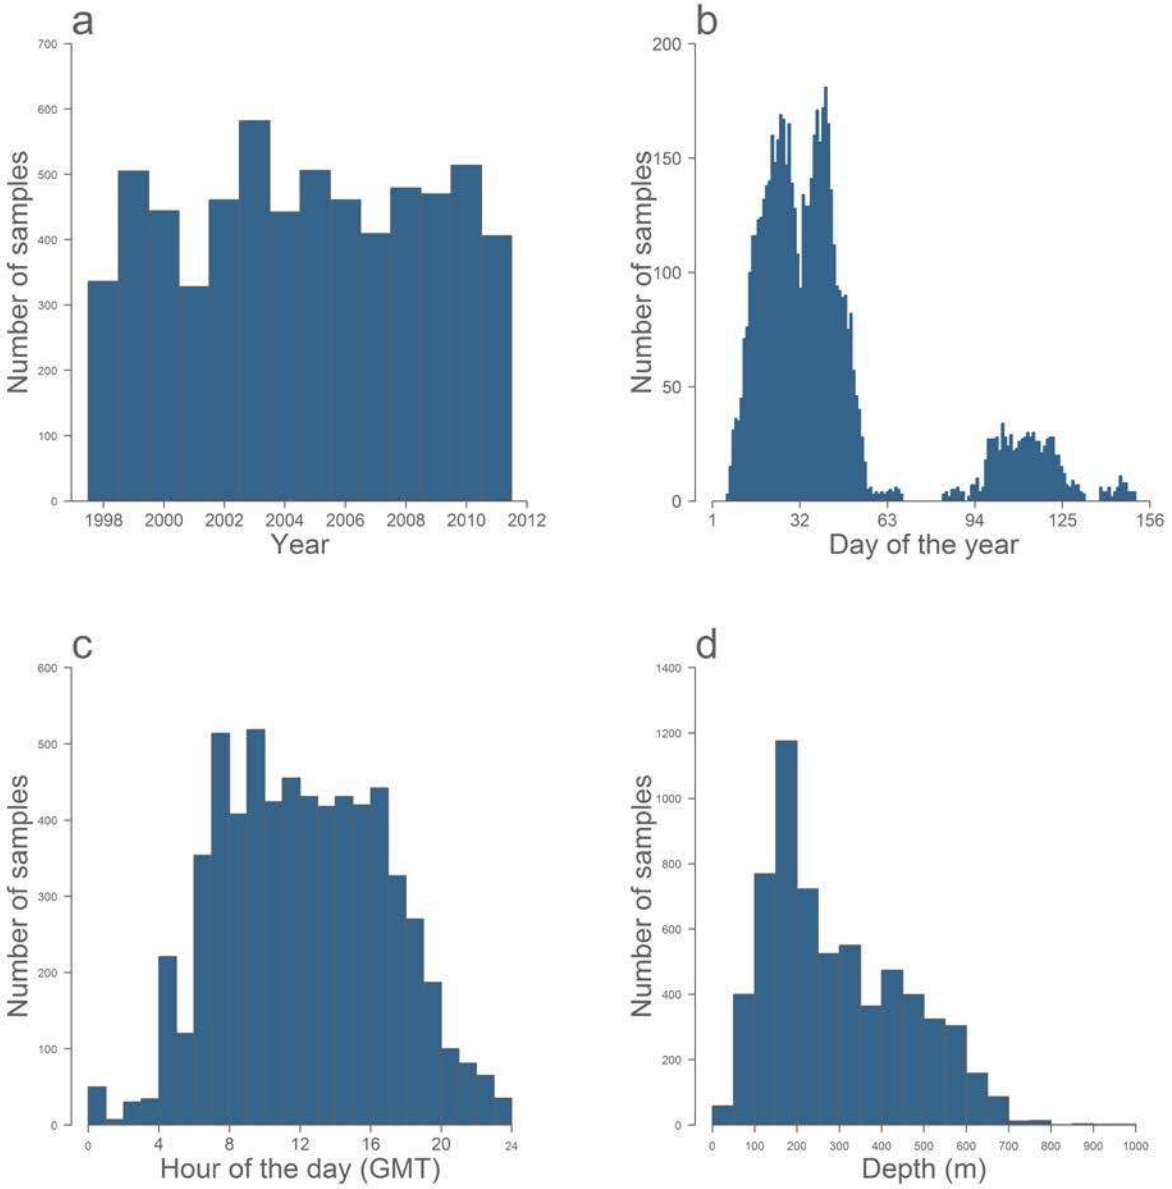 a
700
600
500
400
300
200
100
0
Number of samples
1998 2000 2002 2004 2006 2008 2010 2012
Year
b
200
150
100
50
0
Number of samples
1 32 63 94 125 156
Day of the year
c
600
500
400
300
200
100
0
Number of samples
0 4 8 12 16 20 24
Hour of the day (GMT)
d
1400
1200
1000
800
600
400
200
0
Number of samples
0 100 200 300 400 500 600 700 800 900 1000
Depth (m)